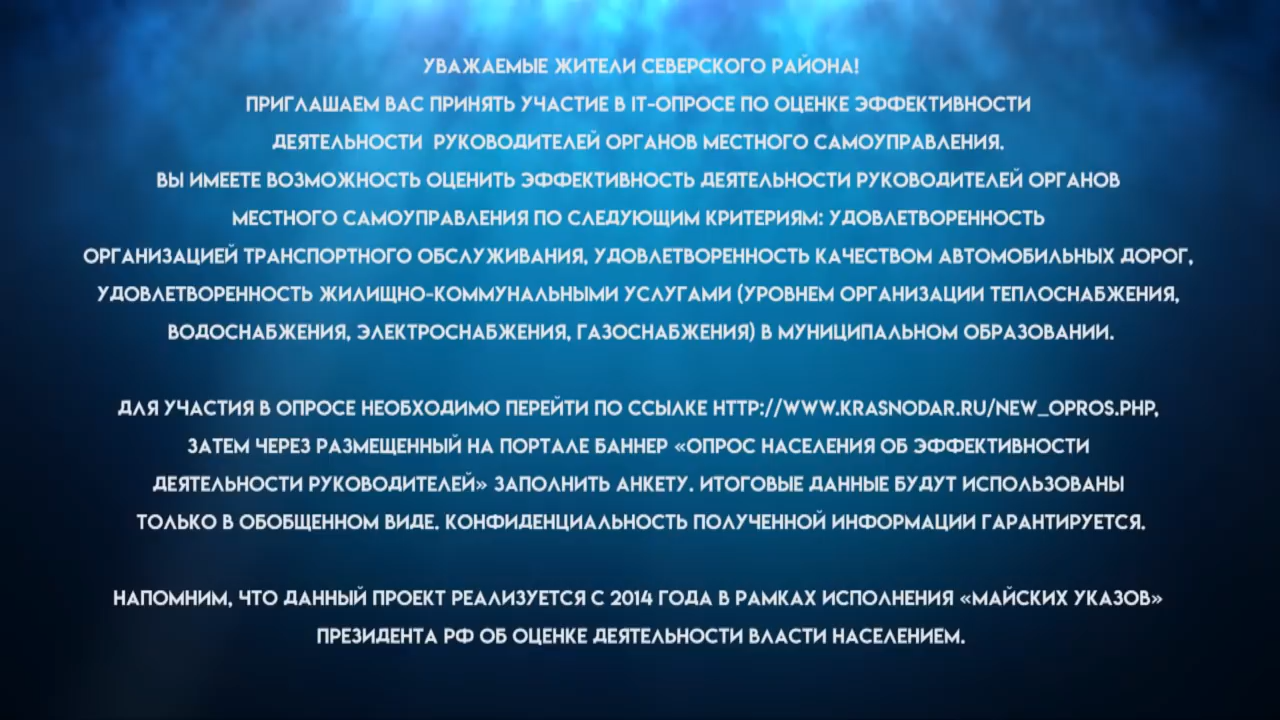 УВАЖАЕМЫЕ ЖИТЕЛИ СЕВЕРСКОГО РАЙОНА!
ПРИГЛАШАЕМ ВАС ПРИНЯТЬ УЧАСТИЕ В IT-ОПРОСЕ ПО ОЦЕНКЕ ЭФФЕКТИВНОСТИ
ДЕЯТЕЛЬНОСТИ РУКОВОДИТЕЛЕЙ ОРГАНОВ МЕСТНОГО САМОУПРАВЛЕНИЯ.
ВЫ ИМЕЕТЕ ВОЗМОЖНОСТЬ ОЦЕНИТЬ ЭФФЕКТИВНОСТЬ ДЕЯТЕЛЬНОСТИ РУКОВОДИТЕЛЕЙ ОРГАНОВ
МЕСТНОГО САМОУПРАВЛЕНИЯ ПО СЛЕДУЮЩИМ КРИТЕРИЯМ: УДОВЛЕТВОРЕННОСТЬ
ОРГАНИЗАЦИЕЙ ТРАНСПОРТНОГО ОБСЛУЖИВАНИЯ, УДОВЛЕТВОРЕННОСТЬ КАЧЕСТВОМ АВТОМОБИЛЬНЫХ ДОРОГ,
УДОВЛЕТВОРЕННОСТЬ ЖИЛИЩНО-КОММУНАЛЬНЫМИ УСЛУГАМИ (УРОВНЕМ ОРГАНИЗАЦИИ ТЕПЛОСНАБЖЕНИЯ,
ВОДОСНАБЖЕНИЯ, ЭЛЕКТРОСНАБЖЕНИЯ, ГАЗОСНАБЖЕНИЯ) В МУНИЦИПАЛЬНОМ ОБРАЗОВАНИИ.
ДЛЯ УЧАСТИЯ В ОПРОСЕ НЕОБХОДИМО ПЕРЕЙТИ ПО ССЫЛКЕ HTTP://WWW.KRASNODAR.RU/NEW_OPROS.PHP,
ЗАТЕМ ЧЕРЕЗ РАЗМЕЩЕННЫЙ НА ПОРТАЛЕ БАННЕР «ОПРОС НАСЕЛЕНИЯ ОБ ЭФФЕКТИВНОСТИ
ДЕЯТЕЛЬНОСТИ РУКОВОДИТЕЛЕЙ» ЗАПОЛНИТЬ АНКЕТУ. ИТОГОВЫЕ ДАННЫЕ БУДУТ ИСПОЛЬЗОВАНЫ
ТОЛЬКО В ОБОБЩЕННОМ ВИДЕ. КОНФИДЕНЦИАЛЬНОСТЬ ПОЛУЧЕННОЙ ИНФОРМАЦИИ ГАРАНТИРУЕТСЯ.
НАПОМНИМ, ЧТО ДАННЫЙ ПРОЕКТ РЕАЛИЗУЕТСЯ С 2014 ГОДА В РАМКАХ ИСПОЛНЕНИЯ «МАЙСКИХ УКАЗОВ»
ПРЕЗИДЕНТА РФ ОБ ОЦЕНКЕ ДЕЯТЕЛЬНОСТИ ВЛАСТИ НАСЕЛЕНИЕМ.